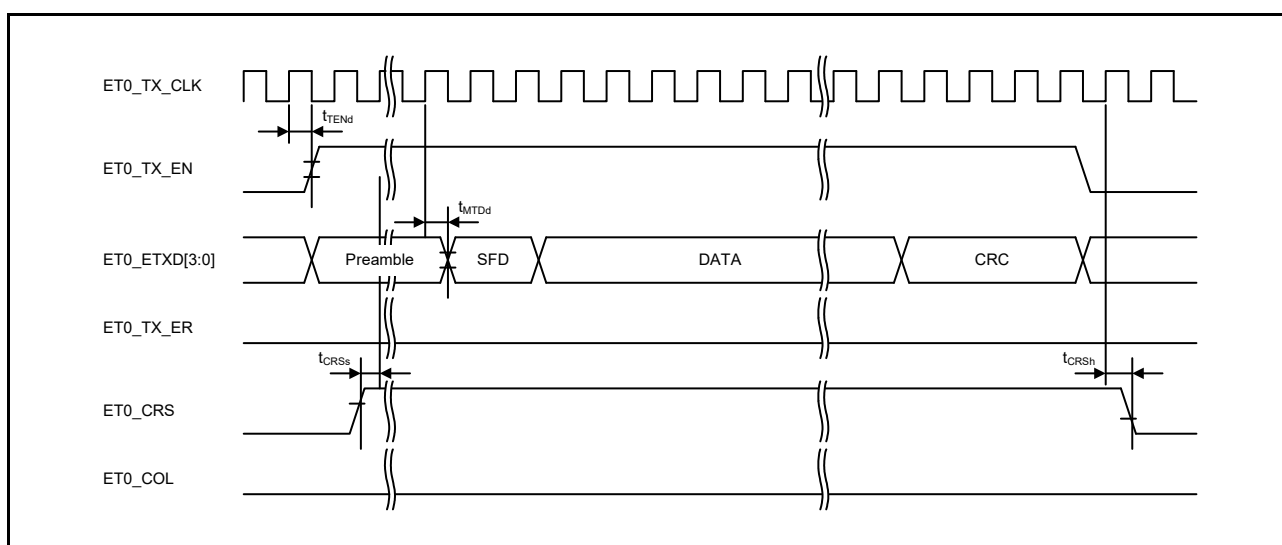 ET0_TX_CLK
tTENd
ET0_TX_EN
tMTDd
ET0_ETXD[3:0]
Preamble SFD DATA CRC
ET0_TX_ER
tCRSs tCRSh
ET0_CRS
ET0_COL